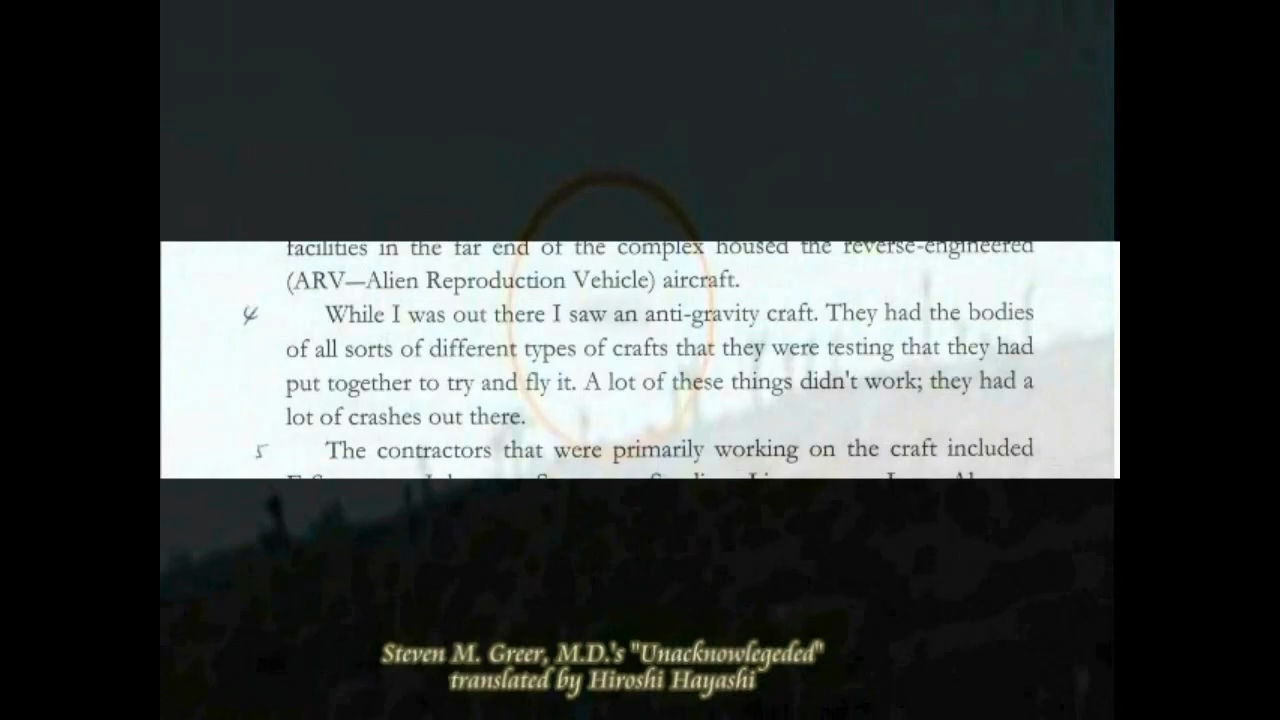 facilities in the far end of the complex housed the reverse-engineered
(ARV—Alien Reproduction Vehicle) aircraft.
4 While I was out there I saw an anti-gravity craft. They had the bodies
of all sorts of different types of crafts that they were testing that they had
put together to try and fly it. A lot of these things didn't work; they had a
lot of crashes out there.
5 The contractors that were primarily working on the craft included
Steven M. Greer, M.D.'s "Unacknowlegeded"
translated by Hiroshi Hayashi